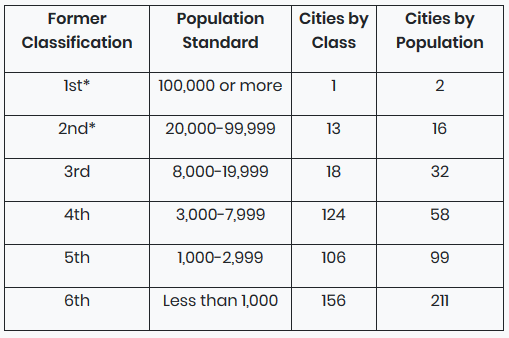 Former Classification | Population Standard | Cities by Class | Cities by Population
1st* | 100,000 or more | 1 | 2
2nd* | 20,000-99,999 | 13 | 16
3rd | 8,000-19,999 | 18 | 32
4th | 3,000-7,999 | 124 | 58
5th | 1,000-2,999 | 106 | 99
6th | Less than 1,000 | 156 | 211